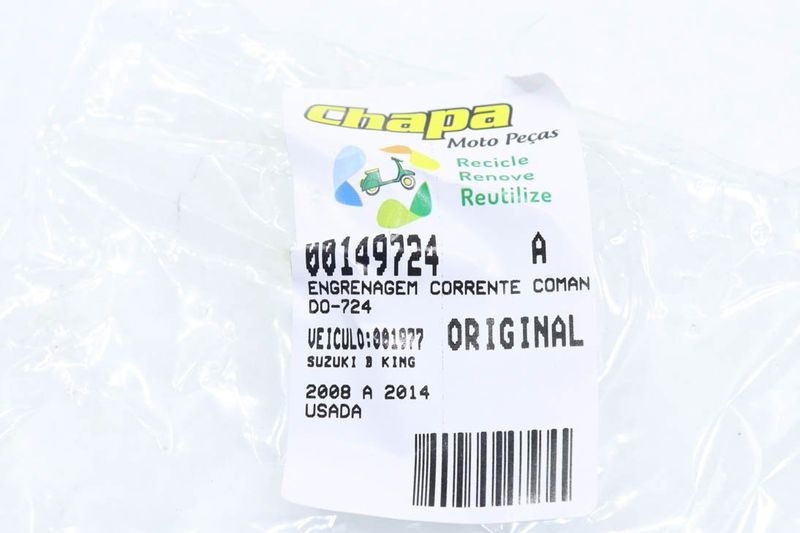 chapa
Moto Peças
Recicle
Renove
Reutilize
00149724 A
ENGRENAGEM CORRENTE COMAN
DO-724
VEICULO:001977 ORIGINAL
SUZUKI B KING
2008 A 2014
USADA